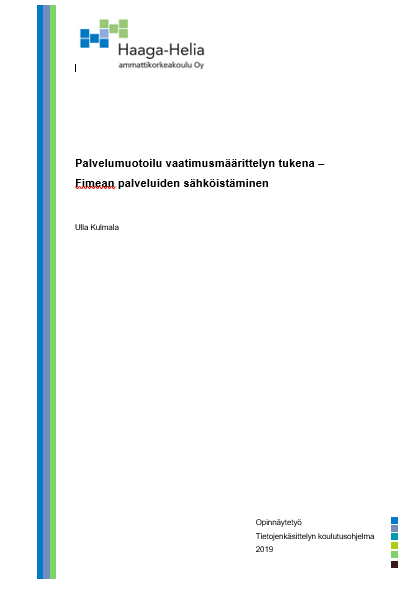 Haaga-Helia
ammattikorkeakoulu Oy
Palvelumuotoilu vaatimusmäärittelyn tukena –
Fimean palveluiden sähköistäminen
Ulla Kulmala
Opinnäytetyö
Tietojenkäsittelyn koulutusohjelma
2019